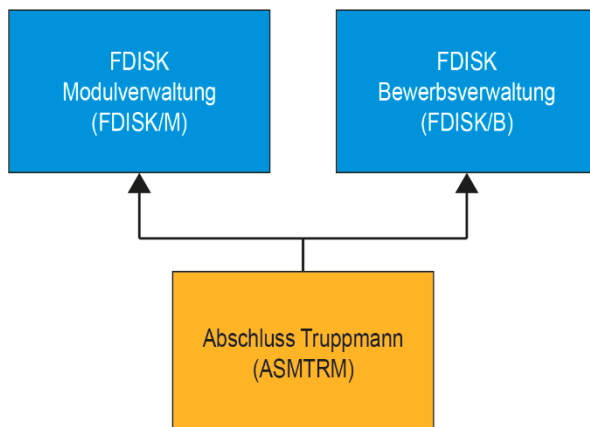 FDISK
Modulverwaltung
(FDISK/M)
FDISK
Bewerbsverwaltung
(FDISK/B)
Abschluss Truppmann
(ASMTRM)